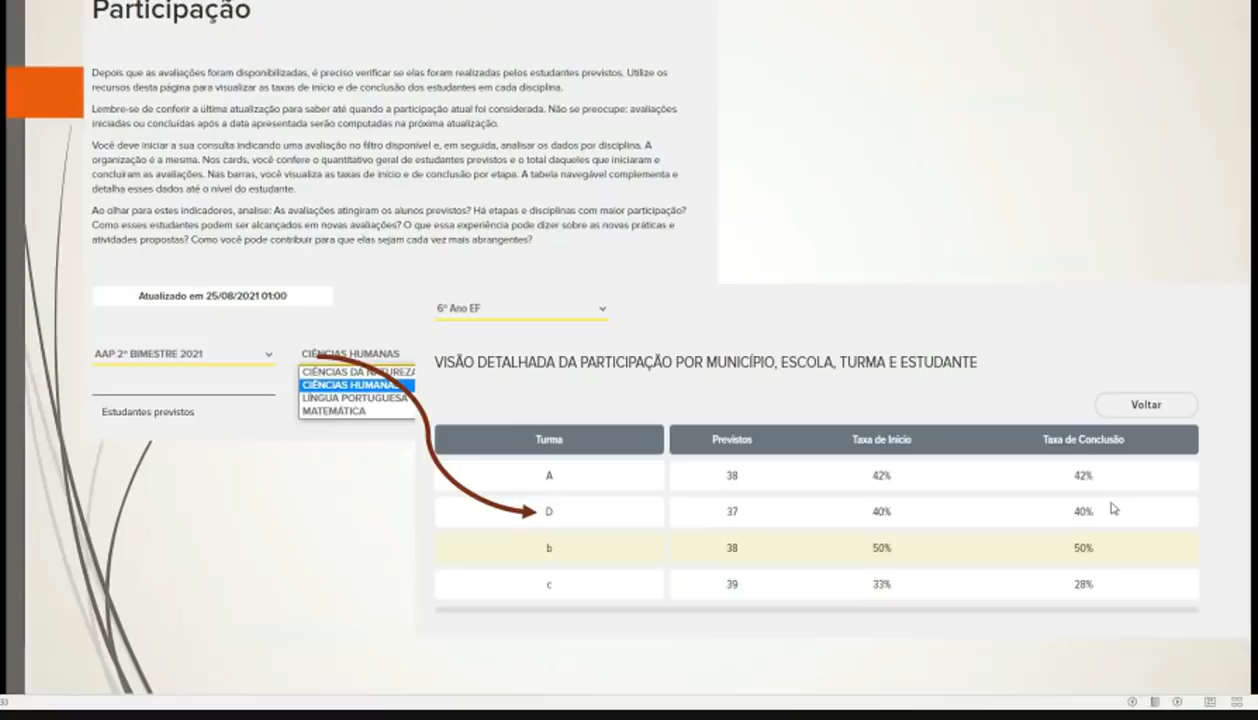 Participação
Depois que as avaliações foram disponibilizadas, é preciso verificar se elas foram realizadas pelos estudantes previstos. Utilize os
recursos desta página para visualizar as taxas de início e de conclusão dos estudantes em cada disciplina.
Lembre-se de conferir a última atualização para saber até quando a participação atual foi considerada. Não se preocupe: avaliações
iniciadas ou concluídas após a data apresentada serão computadas na próxima atualização.
Você deve iniciar a sua consulta indicando uma avaliação no filtro disponível e, em seguida, analisar os dados por disciplina. A
organização é a mesma. Nos cards, você confere o quantitativo geral de estudantes previstos e o total daqueles que iniciaram e
concluíram as avaliações. Nas barras, você visualiza as taxas de início e de conclusão por etapa. A tabela navegável complementa e
detalha esses dados até o nível do estudante.
Ao olhar para estes indicadores, analise: As avaliações atingiram os alunos previstos? Há etapas e disciplinas com maior participação?
Como esses estudantes podem ser alcançados em novas avaliações? O que essa experiência pode dizer sobre as novas práticas e
atividades propostas? Como você pode contribuir para que elas sejam cada vez mais abrangentes?
Atualizado em 25/08/2021 01:00
6º Ano EF
AAP 2º BIMESTRE 2021
CIÊNCIAS HUMANAS
CIÊNCIAS DA NATUREZA
CIÊNCIAS HUMANAS
LÍNGUA PORTUGUESA
MATEMÁTICA
Estudantes previstos
VISÃO DETALHADA DA PARTICIPAÇÃO POR MUNICÍPIO, ESCOLA, TURMA E ESTUDANTE
Voltar
Turma Previstos Taxa de Início Taxa de Conclusão
A 38 42% 42%
D 37 40% 40%
b 38 50% 50%
c 39 33% 28%
33